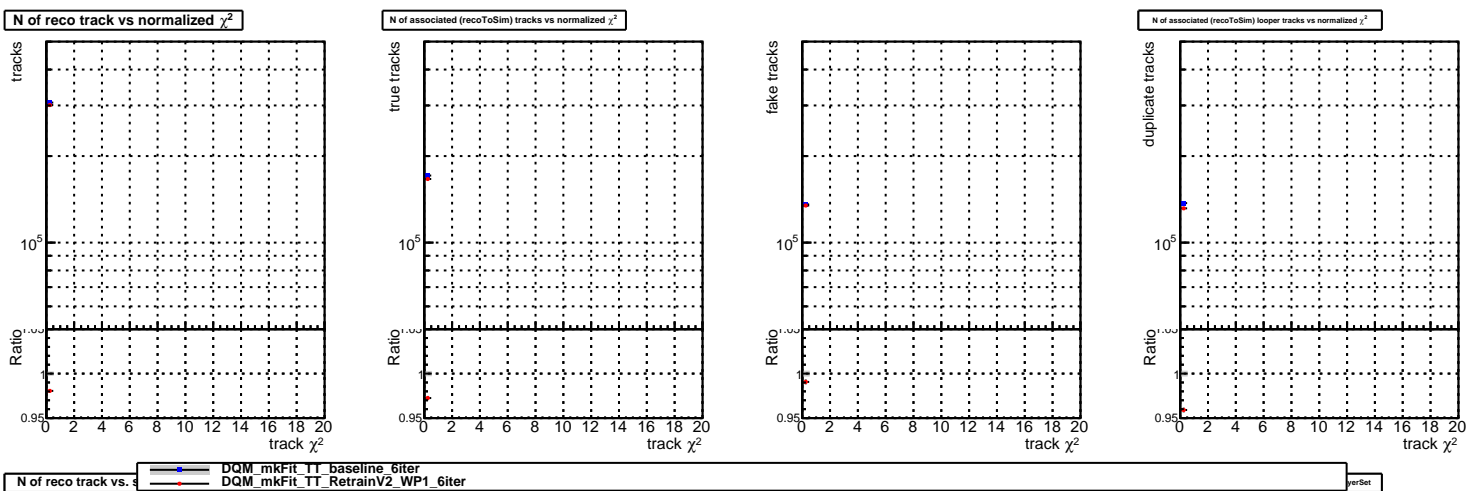 N of reco track vs normalized χ²
N of associated (recoToSim) tracks vs normalized χ²
N of associated (recoToSim) looper tracks vs normalized χ²
tracks
10⁵
Ratio
1.05
1
0.95
0 2 4 6 8 10 12 14 16 18 20
track χ²
true tracks
10⁵
Ratio
1
0.95
0 2 4 6 8 10 12 14 16 18 20
track χ²
fake tracks
10⁵
Ratio
1
0.95
0 2 4 6 8 10 12 14 16 18 20
track χ²
duplicate tracks
10⁵
Ratio
1
0.95
0 2 4 6 8 10 12 14 16 18 20
track χ²
DQM_mkFit_TT_baseline_6iter
DQM_mkFit_TT_RetrainV2_WP1_6iter
N of reco track vs. s
yerSet